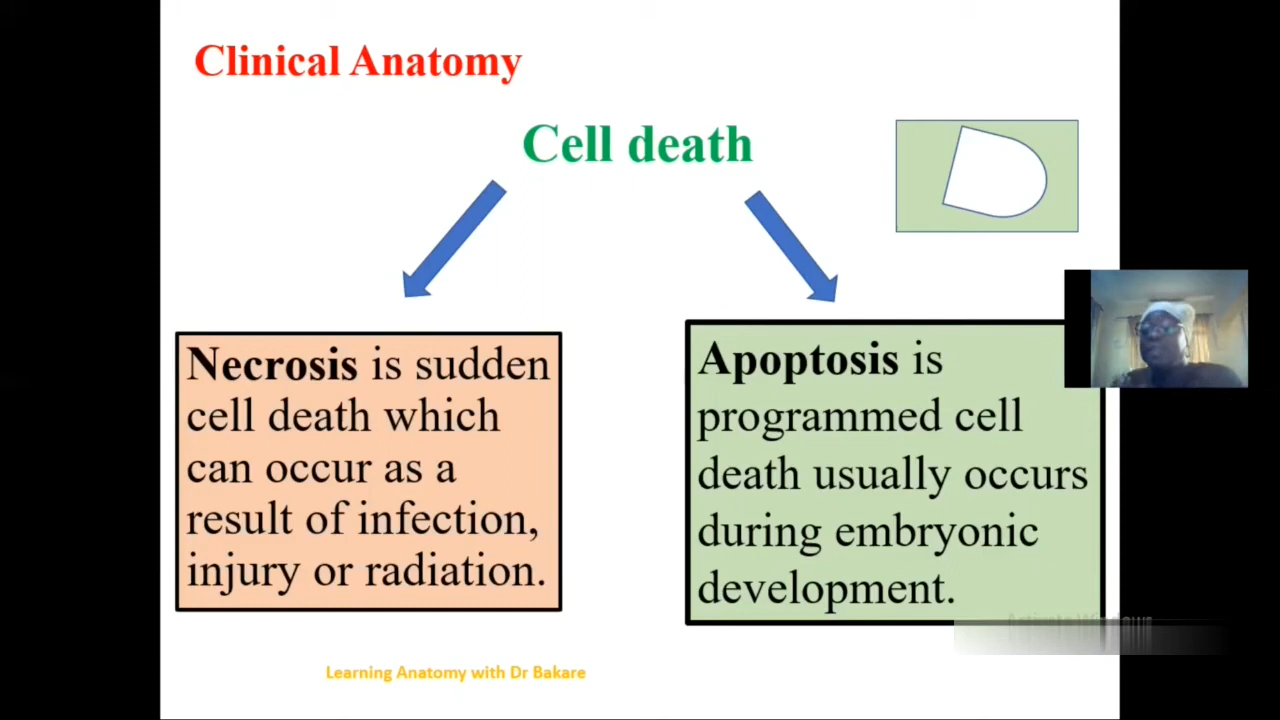 Clinical Anatomy
Cell death
Necrosis is sudden
cell death which
can occur as a
result of infection,
injury or radiation.
Apoptosis is
programmed cell
death usually occurs
during embryonic
development.
Learning Anatomy with Dr Bakare